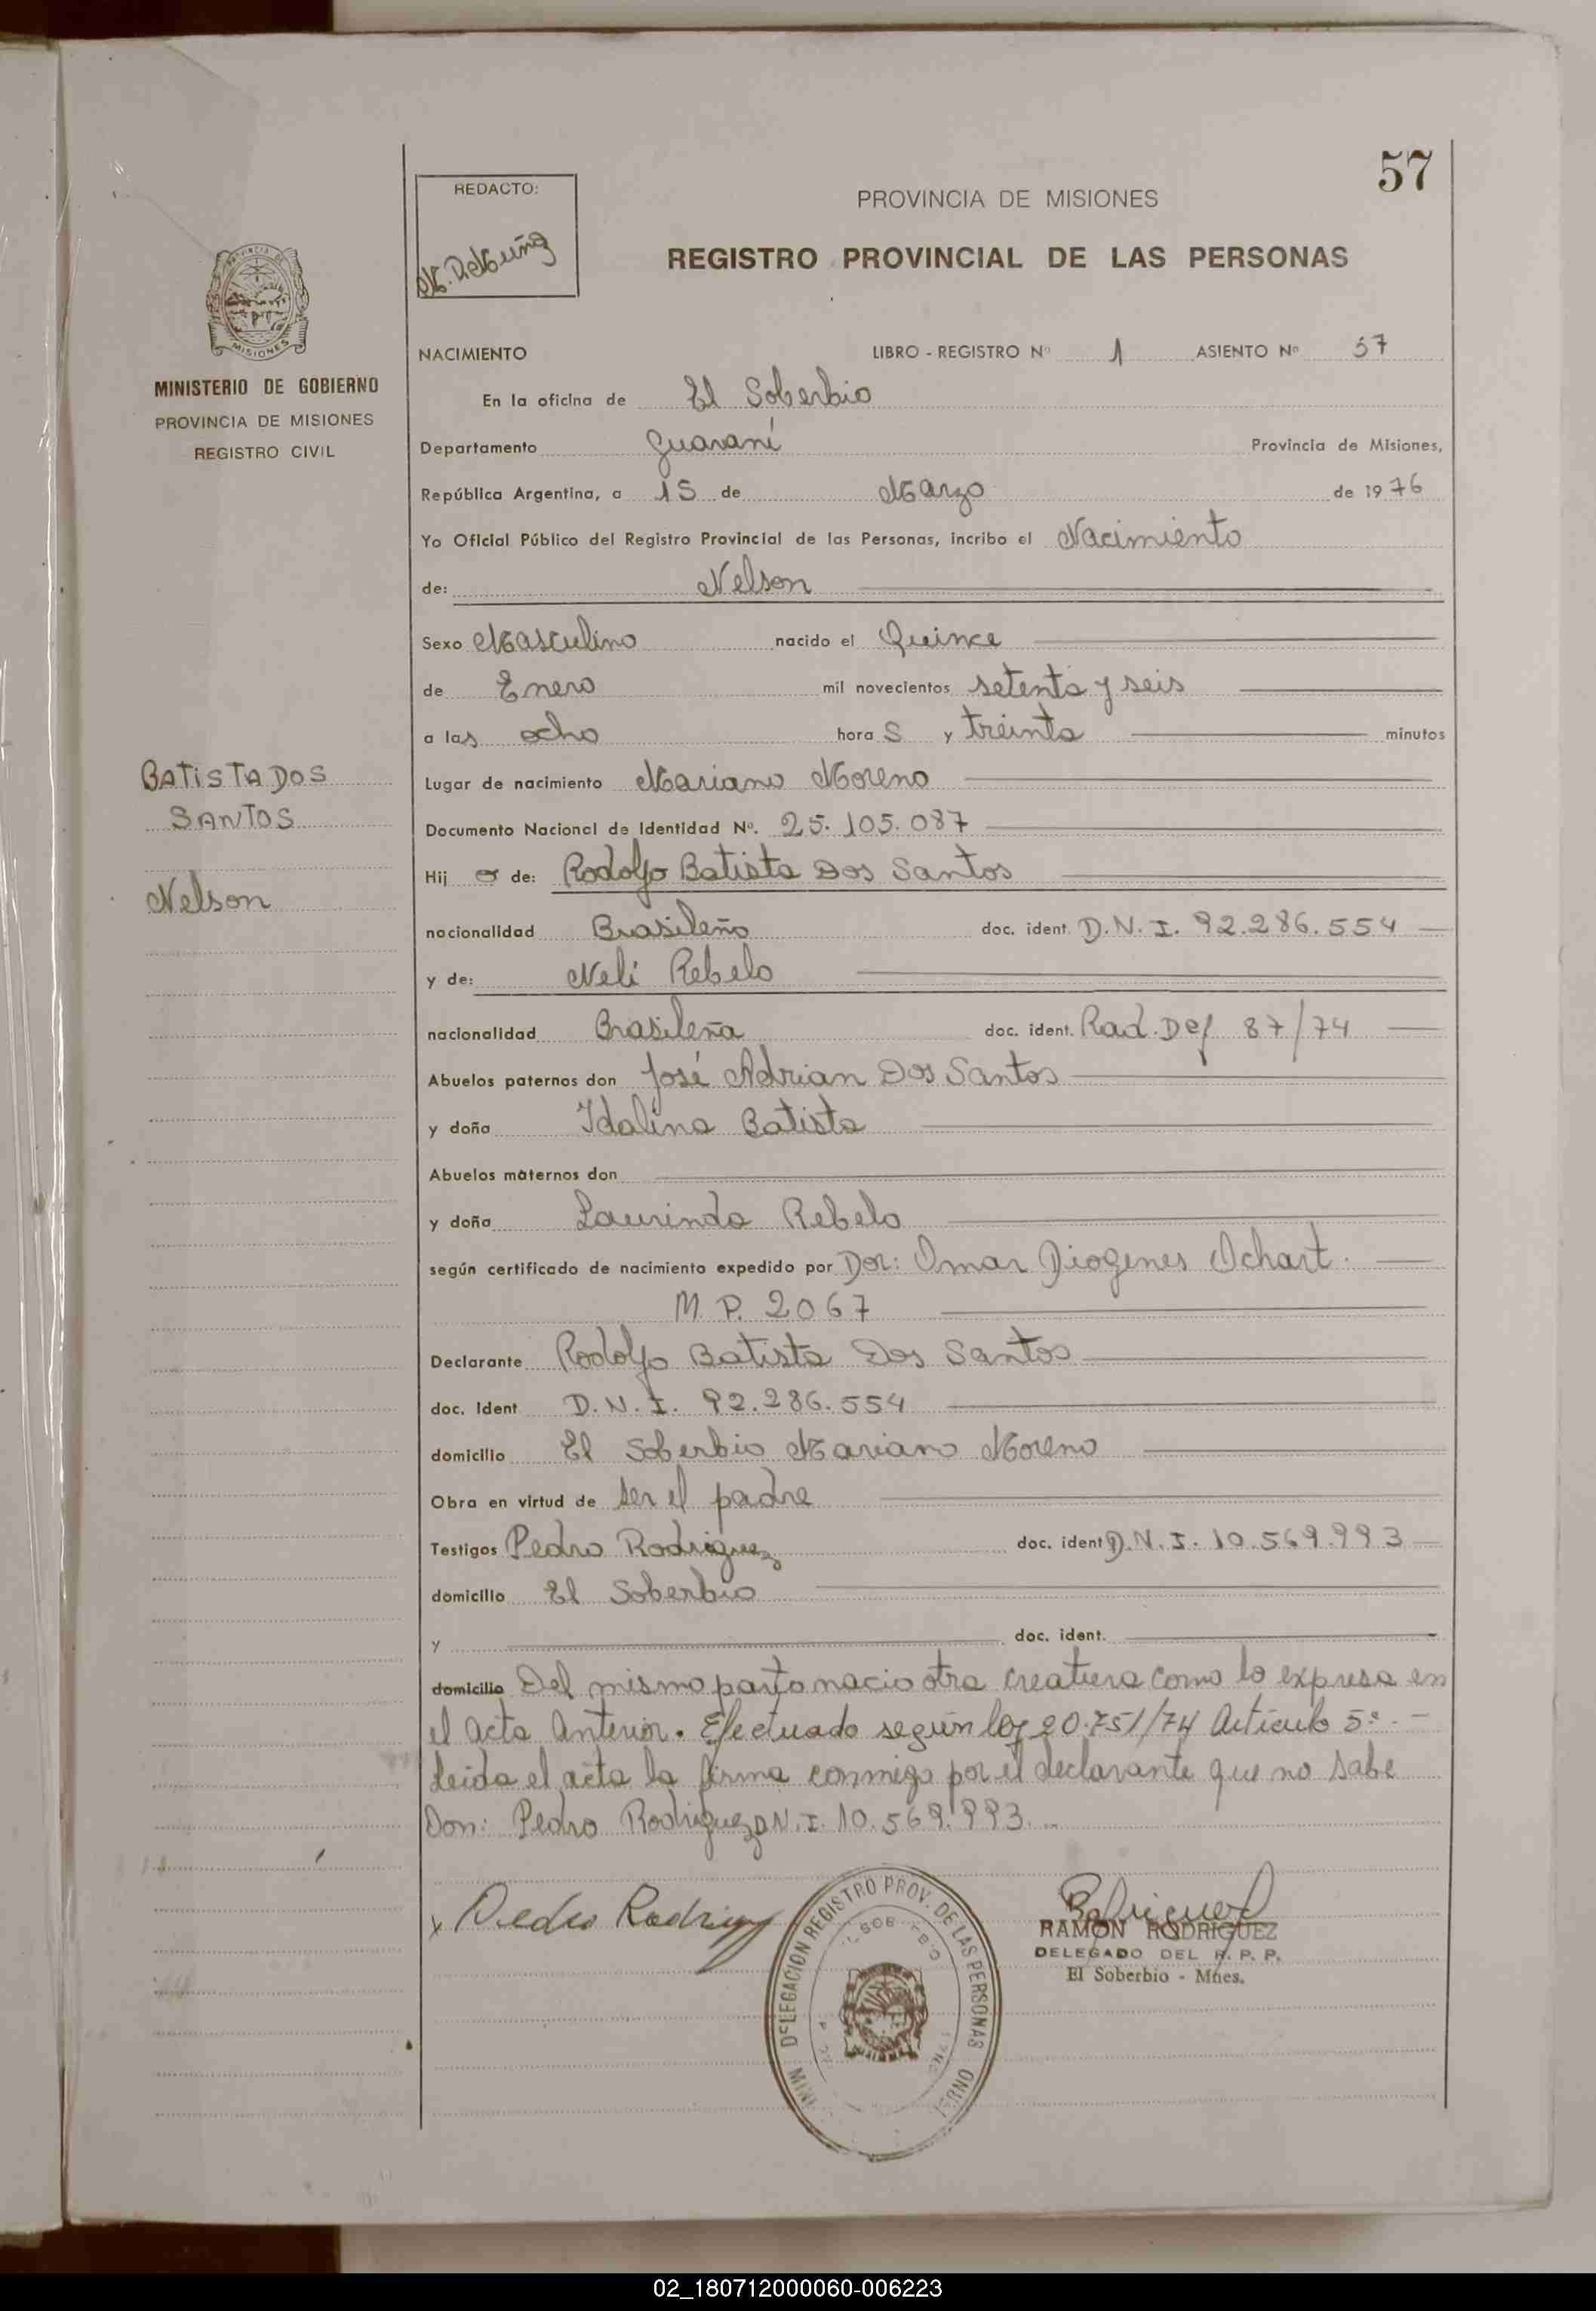 57
REDACTO:
PROVINCIA DE MISIONES
REGISTRO PROVINCIAL DE LAS PERSONAS
MISIONES
MINISTERIO DE GOBIERNO
PROVINCIA DE MISIONES
REGISTRO CIVIL
BATISTA DOS
SANTOS
Nelson
NACIMIENTO LIBRO - REGISTRO Nº 1 ASIENTO Nº 57
En la oficina de El Soberbio
Departamento Guaraní Provincia de Misiones,
República Argentina, a 15 de Marzo de 1976
Yo Oficial Público del Registro Provincial de las Personas, incribo el Nacimiento
de: Nelson
Sexo Masculino nacido el Quince
de Enero mil novecientos setenta y seis
a las ocho hora S y treinta minutos
Lugar de nacimiento Mariano Moreno
Documento Nacional de Identidad Nº. 25.105.087
Hij o de: Rodolfo Batista Dos Santos
nacionalidad Brasileño doc. ident. D.N.I. 92.286.554
y de: Neli Rebelo
nacionalidad Brasileña doc. ident. Rad. Def 87/74
Abuelos paternos don José Adrian Dos Santos
y doña Idalina Batista
Abuelos maternos don
y doña Laurinda Rebelo
según certificado de nacimiento expedido por Dor: Omar Diogenes Ochart.
M.P. 2067
Declarante Rodolfo Batista Dos Santos
doc. Ident D.N.I. 92.286.554
domicilio El Soberbio Mariano Moreno
Obra en virtud de ser el padre
Testigos Pedro Rodriguez doc. ident D.N.I. 10.569.993
domicilio El Soberbio
y doc. ident.
domicilio Del mismo parto nacio otra creatura como lo expresa en
el acta anterior. Efectuado según ley 20.751/74 Artículo 5º.-
Leida el acta la firma conmigo por el declarante que no sabe
Don: Pedro Rodriguez D.N.I. 10.569.993.
x Pedro Rodriguez
DELEGACION REGISTRO PROV. DE LAS PERSONAS
RAMON RODRIGUEZ
DELEGADO DEL R. P. P.
El Soberbio - Mnes.
02_180712000060-006223